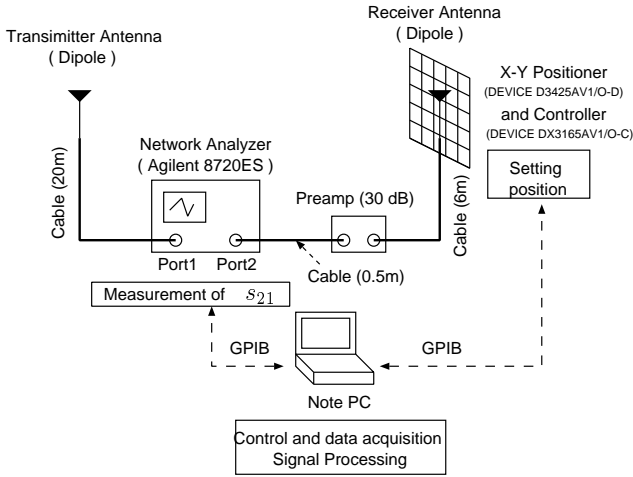 Transimitter Antenna
( Dipole )
Receiver Antenna
( Dipole )
X-Y Positioner
(DEVICE D3425AV1/O-D)
and Controller
(DEVICE DX3165AV1/O-C)
Setting
position
Network Analyzer
( Agilent 8720ES )
Cable (20m)
Preamp (30 dB)
Cable (6m)
Port1
Port2
Cable (0.5m)
Measurement of s21
GPIB
GPIB
Note PC
Control and data acquisition
Signal Processing